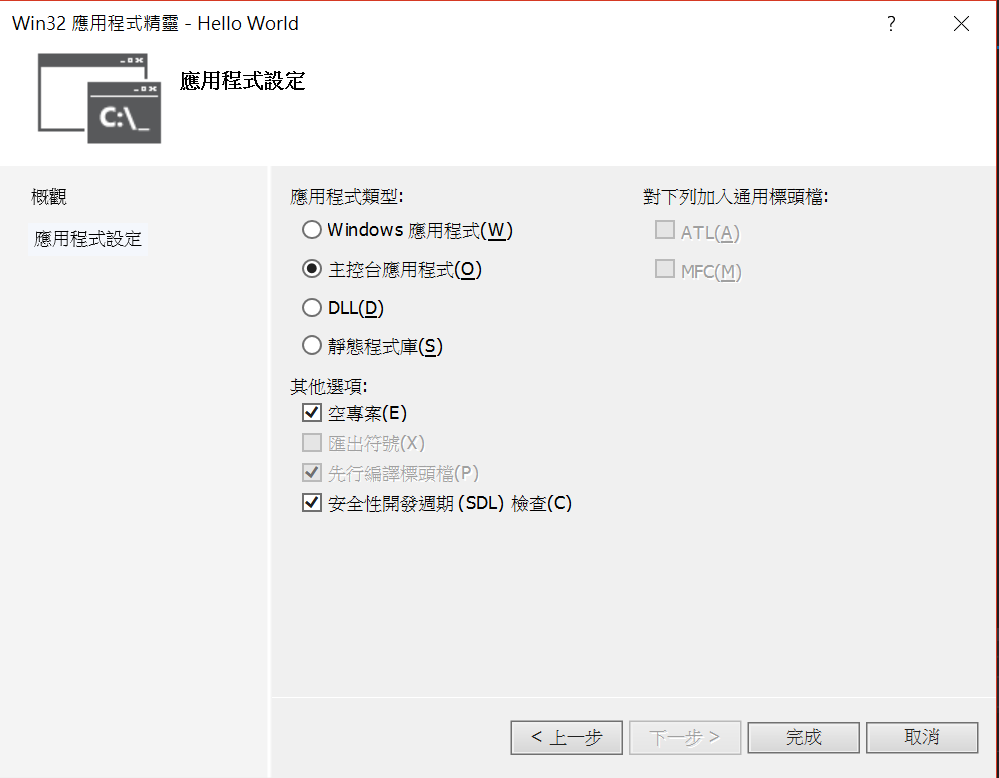 Win32 應用程式精靈 - Hello World
?
C:\_
應用程式設定
概觀
應用程式設定
應用程式類型:
Windows 應用程式(W)
主控台應用程式(O)
DLL(D)
靜態程式庫(S)
其他選項:
空專案(E)
匯出符號(X)
先行編譯標頭檔(P)
安全性開發週期 (SDL) 檢查(C)
對下列加入通用標頭檔:
ATL(A)
MFC(M)
< 上一步
下一步 >
完成
取消